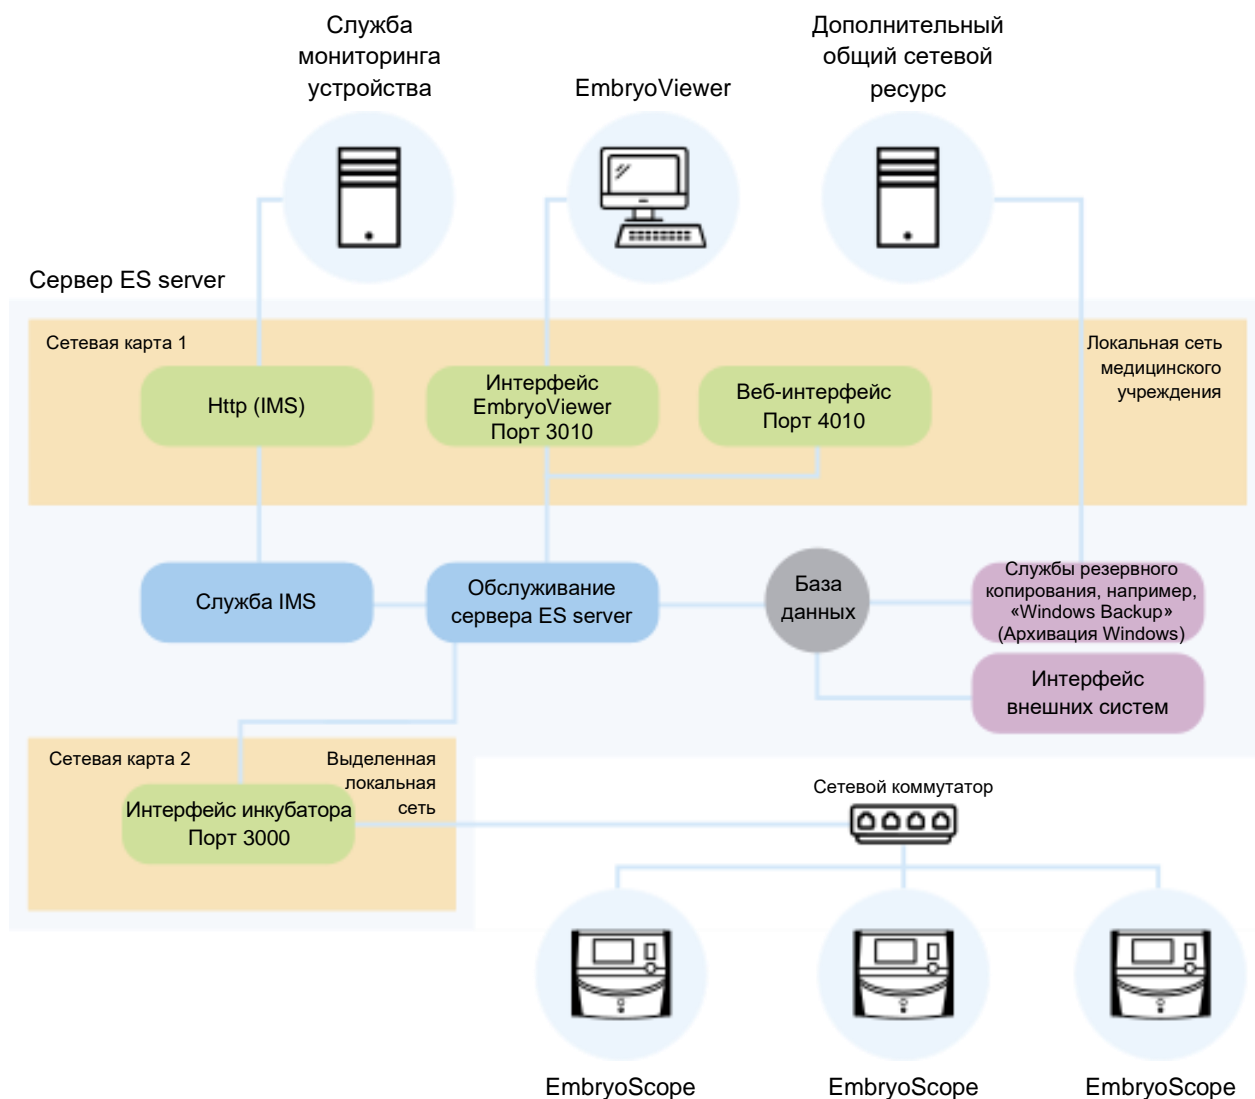 Служба
мониторинга
устройства
EmbryoViewer
Дополнительный
общий сетевой
ресурс
Сервер ES server
Сетевая карта 1
Локальная сеть
медицинского
учреждения
Http (IMS)
Интерфейс
EmbryoViewer
Порт 3010
Веб-интерфейс
Порт 4010
Служба IMS
Обслуживание
сервера ES server
База
данных
Службы резервного
копирования, например,
«Windows Backup»
(Архивация Windows)
Интерфейс
внешних систем
Сетевая карта 2
Выделенная
локальная
сеть
Интерфейс инкубатора
Порт 3000
Сетевой коммутатор
EmbryoScope
EmbryoScope
EmbryoScope